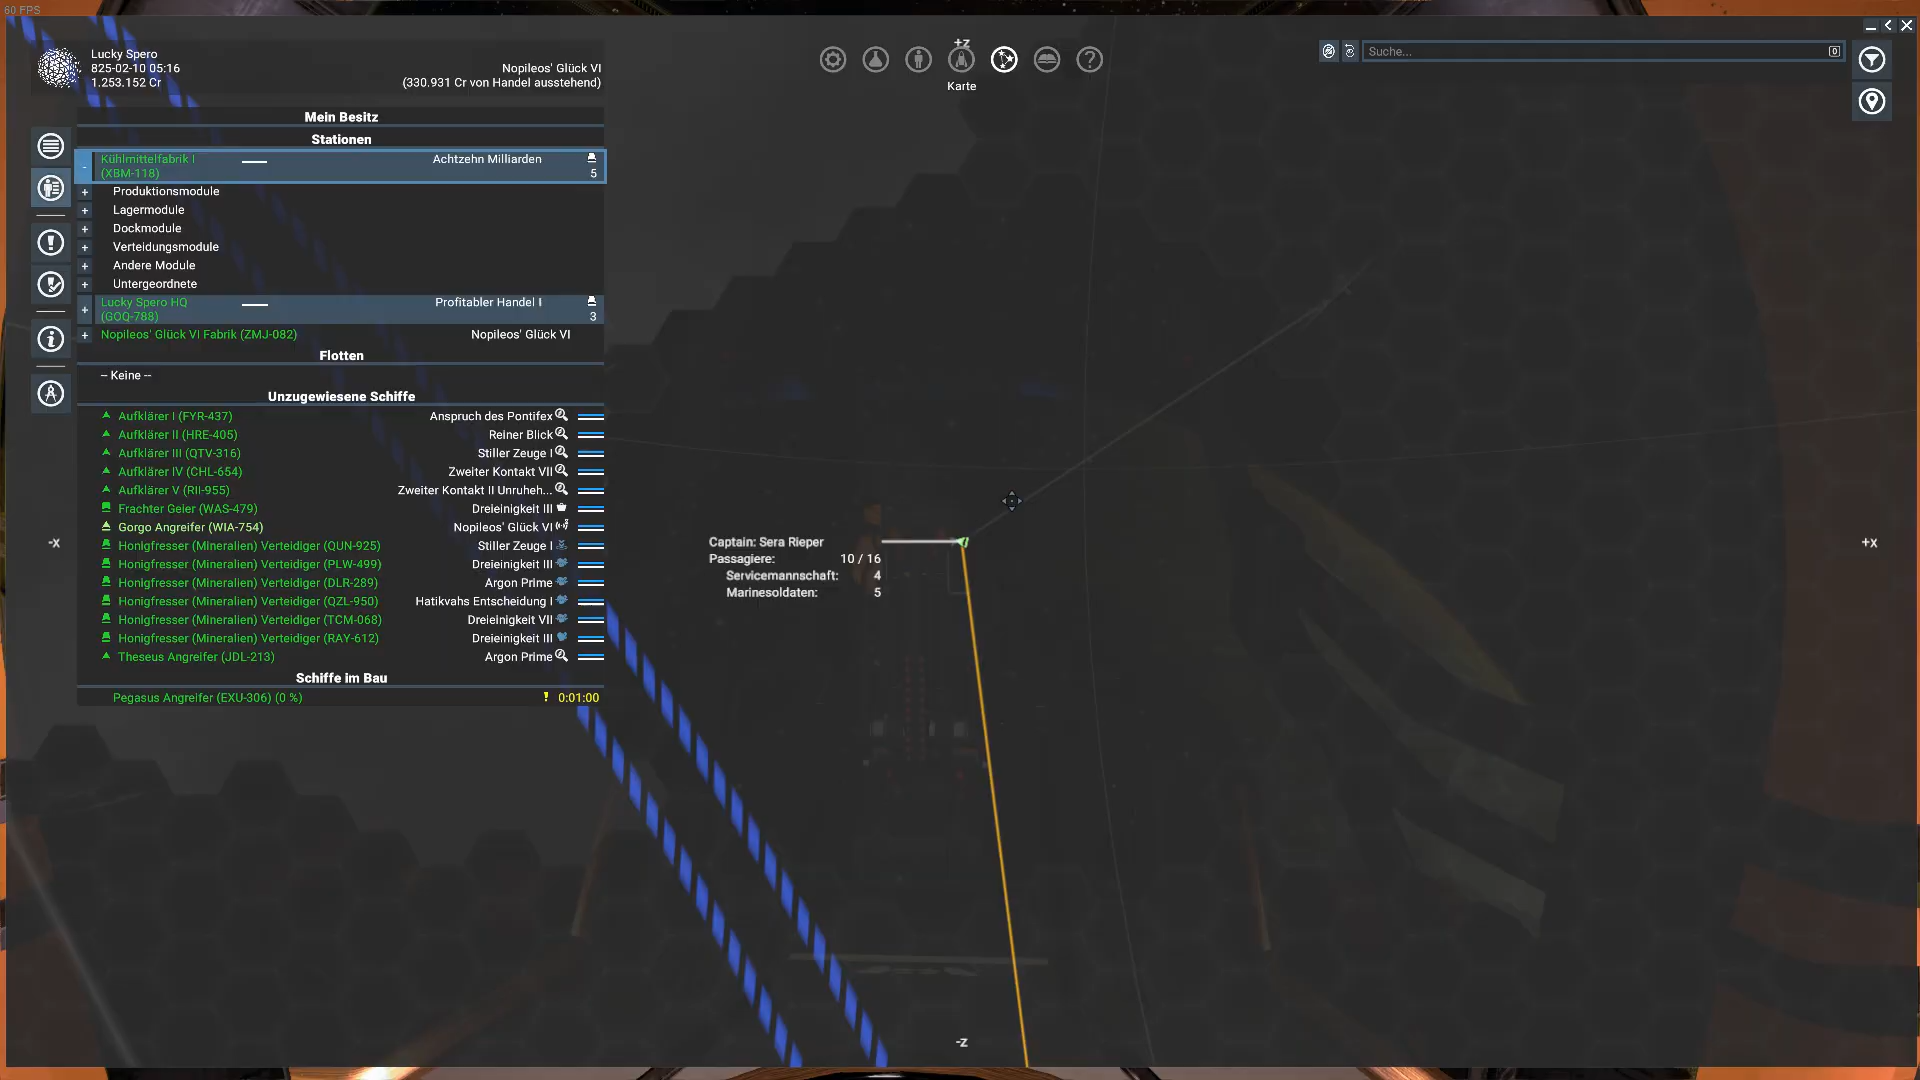 60 FPS
Lucky Spero
825-02-10 05:16
1.253.152 Cr
Nopileos' Glück VI
(330.931 Cr von Handel ausstehend)
+z
Karte
Suche...
0
Mein Besitz
Stationen
- Kühlmittelfabrik I Achtzehn Milliarden
(XBM-118) 5
+ Produktionsmodule
+ Lagermodule
+ Dockmodule
+ Verteidungsmodule
+ Andere Module
+ Untergeordnete
+ Lucky Spero HQ Profitabler Handel I
(GOQ-788) 3
+ Nopileos' Glück VI Fabrik (ZMJ-082) Nopileos' Glück VI
Flotten
-- Keine --
Unzugewiesene Schiffe
Aufklärer I (FYR-437) Anspruch des Pontifex
Aufklärer II (HRE-405) Reiner Blick
Aufklärer III (QTV-316) Stiller Zeuge I
Aufklärer IV (CHL-654) Zweiter Kontakt VII
Aufklärer V (RII-955) Zweiter Kontakt II Unruheh...
Frachter Geier (WAS-479) Dreieinigkeit III
Gorgo Angreifer (WIA-754) Nopileos' Glück VI
Honigfresser (Mineralien) Verteidiger (QUN-925) Stiller Zeuge I
Honigfresser (Mineralien) Verteidiger (PLW-499) Dreieinigkeit III
Honigfresser (Mineralien) Verteidiger (DLR-289) Argon Prime
Honigfresser (Mineralien) Verteidiger (QZL-950) Hatikvahs Entscheidung I
Honigfresser (Mineralien) Verteidiger (TCM-068) Dreieinigkeit VII
Honigfresser (Mineralien) Verteidiger (RAY-612) Dreieinigkeit III
Theseus Angreifer (JDL-213) Argon Prime
Schiffe im Bau
Pegasus Angreifer (EXU-306) (0 %) ! 0:01:00
-x
+x
Captain: Sera Rieper
Passagiere: 10 / 16
Servicemannschaft: 4
Marinesoldaten: 5
-z